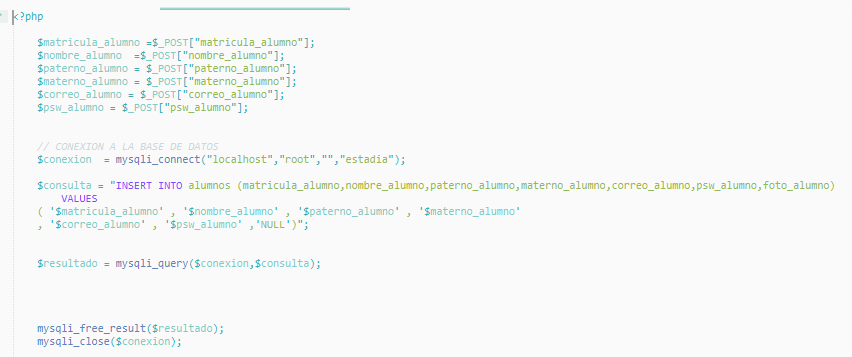 <?php
$matricula_alumno =$_POST["matricula_alumno"];
$nombre_alumno  =$_POST["nombre_alumno"];
$paterno_alumno = $_POST["paterno_alumno"];
$materno_alumno = $_POST["materno_alumno"];
$correo_alumno = $_POST["correo_alumno"];
$psw_alumno = $_POST["psw_alumno"];
// CONEXION A LA BASE DE DATOS
$conexion  = mysqli_connect("localhost","root","","estadia");
$consulta = "INSERT INTO alumnos (matricula_alumno,nombre_alumno,paterno_alumno,materno_alumno,correo_alumno,psw_alumno,foto_alumno)
VALUES
( '$matricula_alumno' , '$nombre_alumno' , '$paterno_alumno' , '$materno_alumno'
, '$correo_alumno' , '$psw_alumno' ,'NULL')";
$resultado = mysqli_query($conexion,$consulta);
mysqli_free_result($resultado);
mysqli_close($conexion);